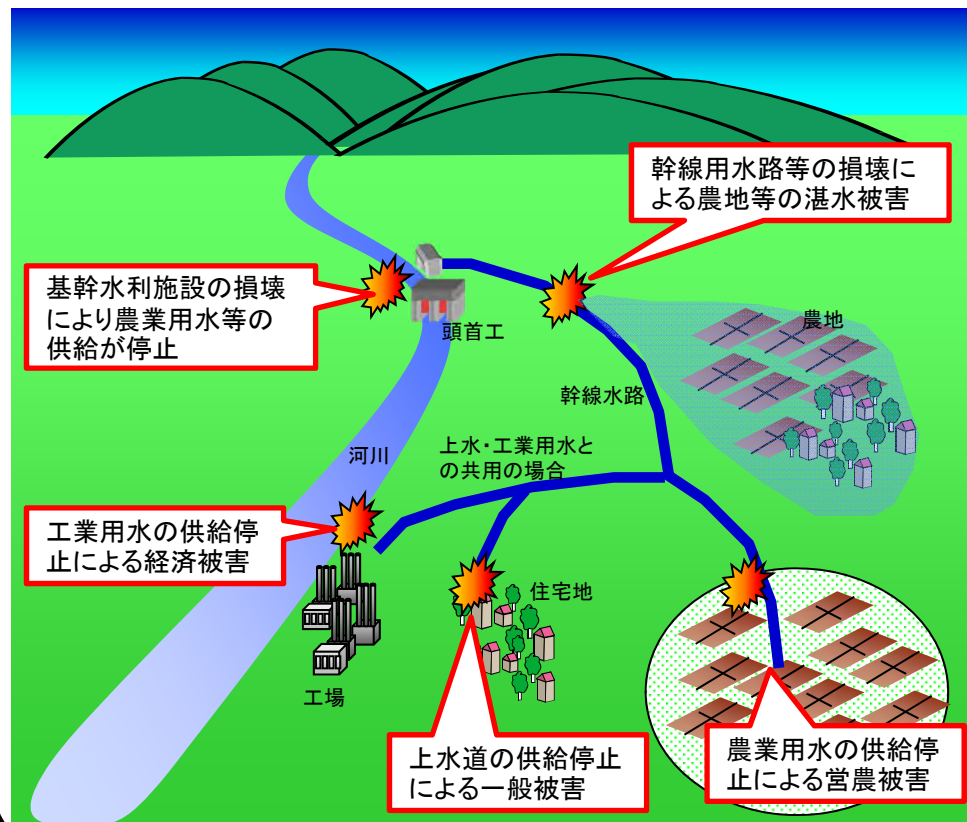 幹線用水路等の損壊に
よる農地等の湛水被害
基幹水利施設の損壊
により農業用水等の
供給が停止
頭首工
農地
幹線水路
上水・工業用水と
の共用の場合
河川
工業用水の供給停
止による経済被害
住宅地
工場
上水道の供給停止
による一般被害
農業用水の供給停
止による営農被害